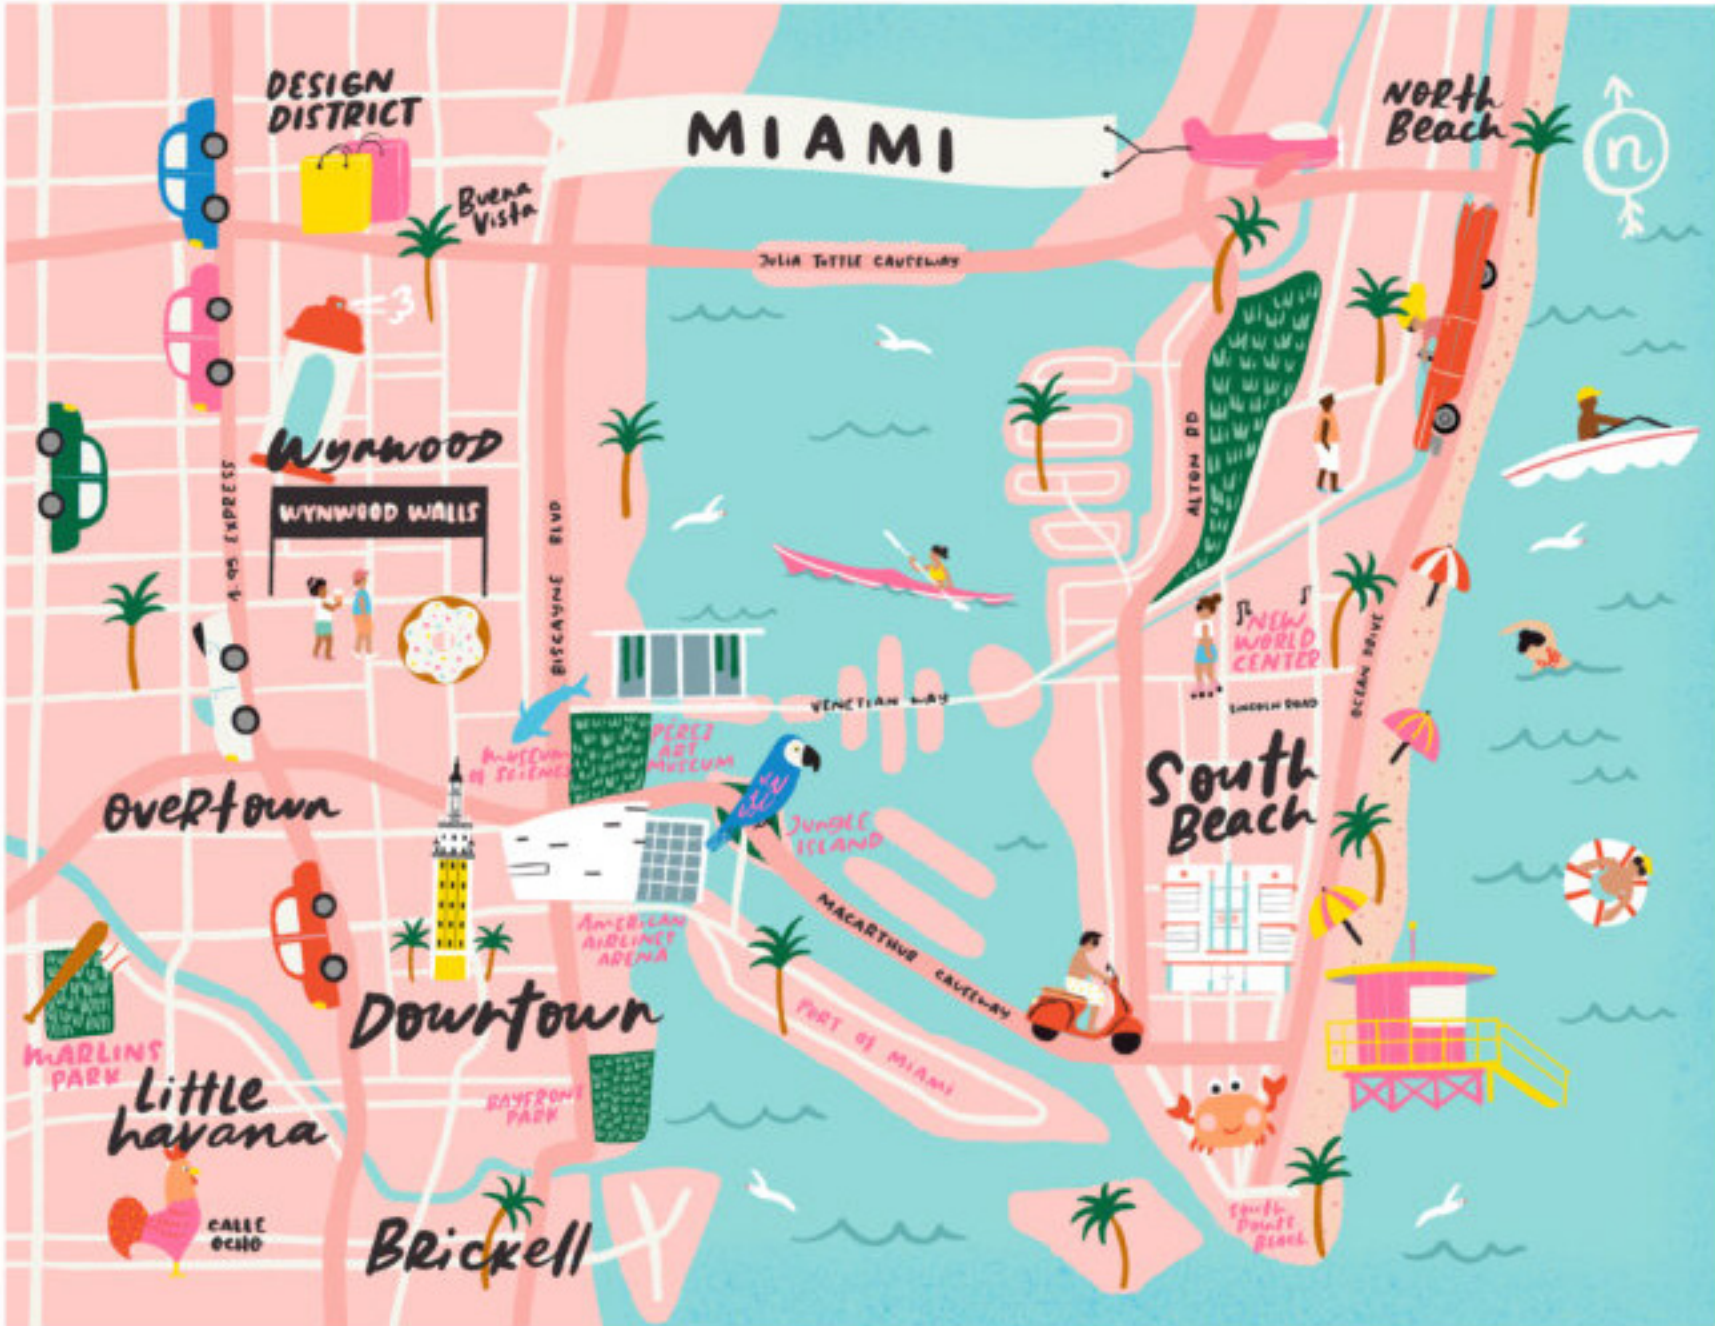 DESIGN
DISTRICT
MIAMI
NORth
Beach
n
Buena
Vista
JULIA TUTTLE CAUSEWAY
Wynwood
WYNWOOD WALLS
I-95 EXPRESS
BISCAYNE BLVD
ALTON RD
NEW
WORLD
CENTER
LINCOLN ROAD
OCEAN DRIVE
VENETIAN WAY
MUSEUM
OF SCIENCE
PÉREZ
ART
MUSEUM
South
Beach
OVERtown
JUNGLE
ISLAND
MACARTHUR CAUSEWAY
AMERICAN
AIRLINES
ARENA
Downtown
PORT OF MIAMI
MARLINS
PARK
Little
havana
BAYFRONT
PARK
CALLE
OCHO
BRickell
South
Pointe
Beach